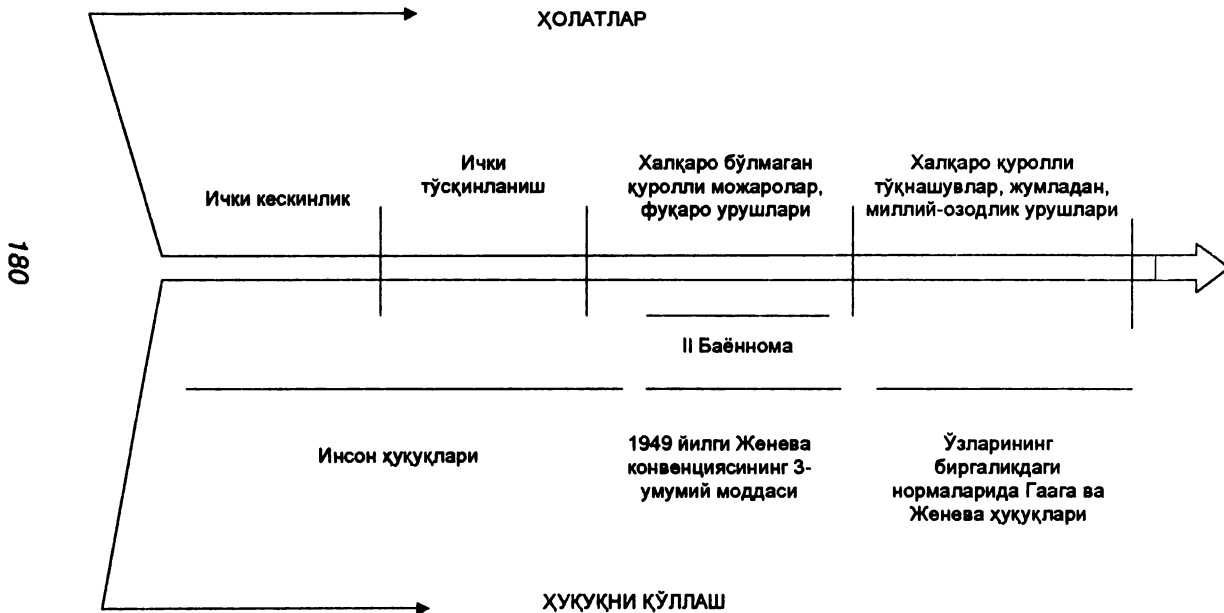 ҲОЛАТЛАР
Ички кескинлик
Ички
тўсқинланиш
Халқаро бўлмаган
қуролли можаролар,
фуқаро урушлари
Халқаро қуролли
тўқнашувлар, жумладан,
миллий-озодлик урушлари
180
II Баённома
Инсон ҳуқуқлари
1949 йилги Женева
конвенциясининг 3-
умумий моддаси
Ўзларининг
биргаликдаги
нормаларида Гаага ва
Женева ҳуқуқлари
ҲУҚУҚНИ ҚЎЛЛАШ